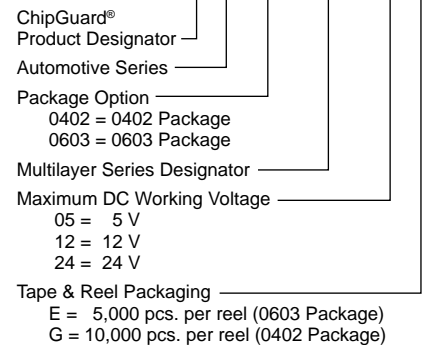 ChipGuard®
Product Designator
Automotive Series
Package Option
0402 = 0402 Package
0603 = 0603 Package
Multilayer Series Designator
Maximum DC Working Voltage
05 = 5 V
12 = 12 V
24 = 24 V
Tape & Reel Packaging
E = 5,000 pcs. per reel (0603 Package)
G = 10,000 pcs. per reel (0402 Package)